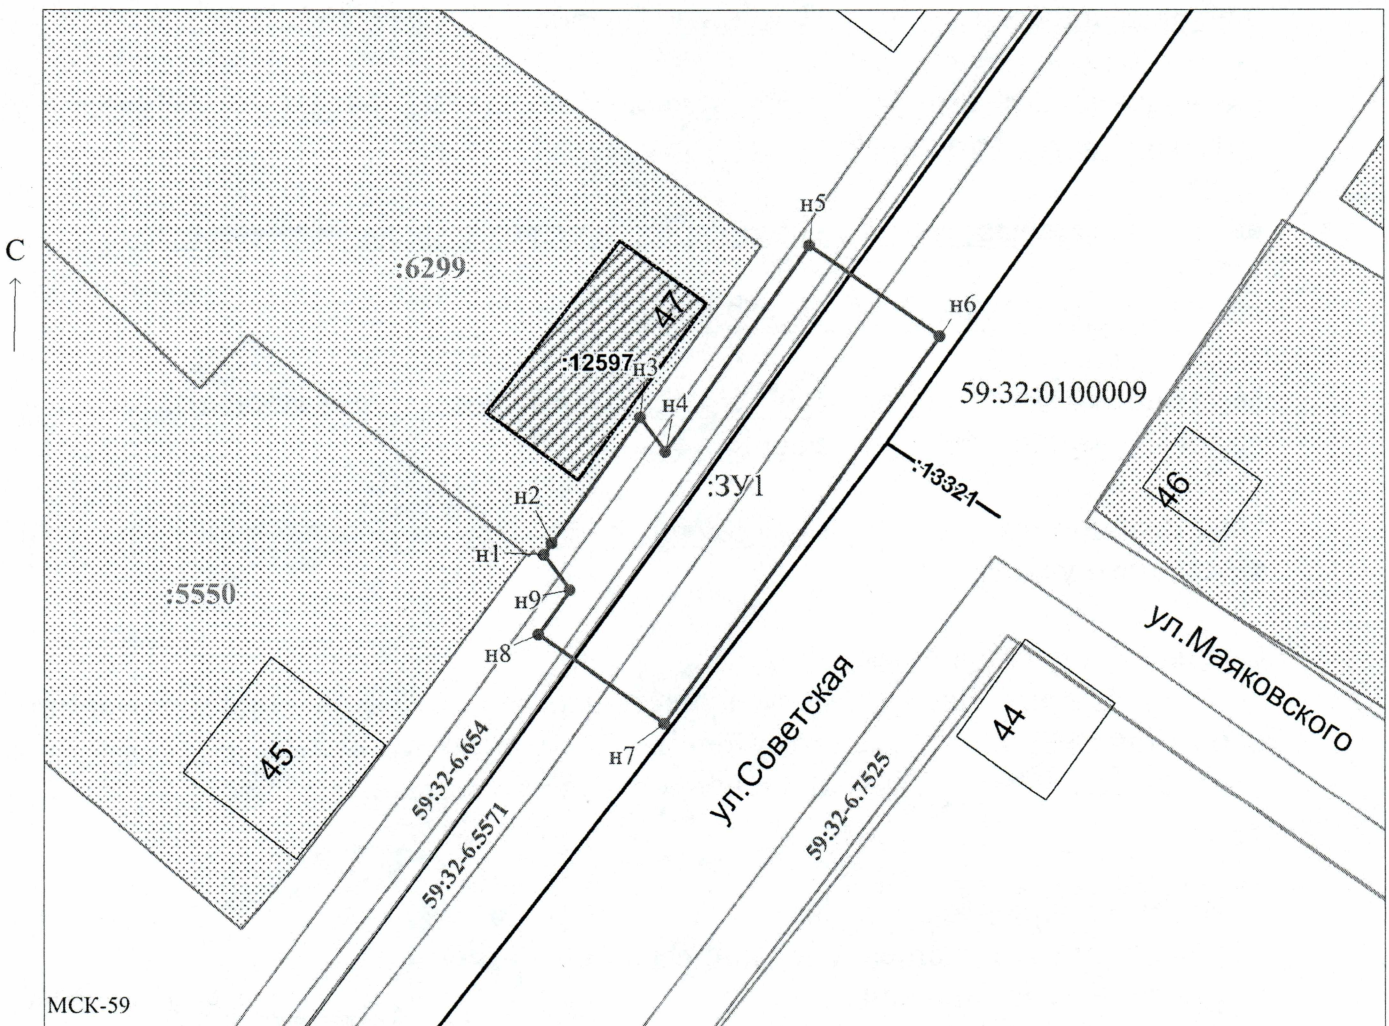 н5
С
:6299
47
н6
:12597
н3
59:32:0100009
н4
:ЗУ1
:13321
46
н2
н1
:5550
н9
н8
ул.Маяковского
44
н7
45
ул.Советская
59:32-6.654
59:32-6.7525
59:32-6.5571
МСК-59